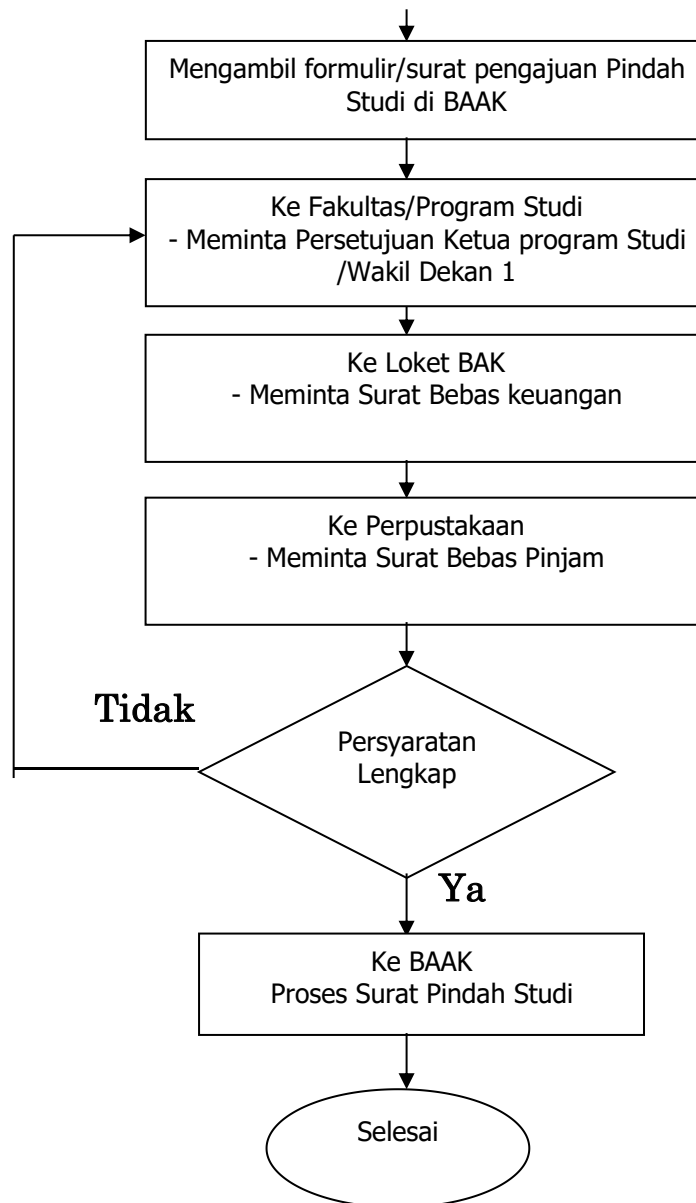 Mengambil formulir/surat pengajuan Pindah
Studi di BAAK
Ke Fakultas/Program Studi
- Meminta Persetujuan Ketua program Studi
/Wakil Dekan 1
Ke Loket BAK
- Meminta Surat Bebas keuangan
Ke Perpustakaan
- Meminta Surat Bebas Pinjam
Tidak
Persyaratan
Lengkap
Ya
Ke BAAK
Proses Surat Pindah Studi
Selesai